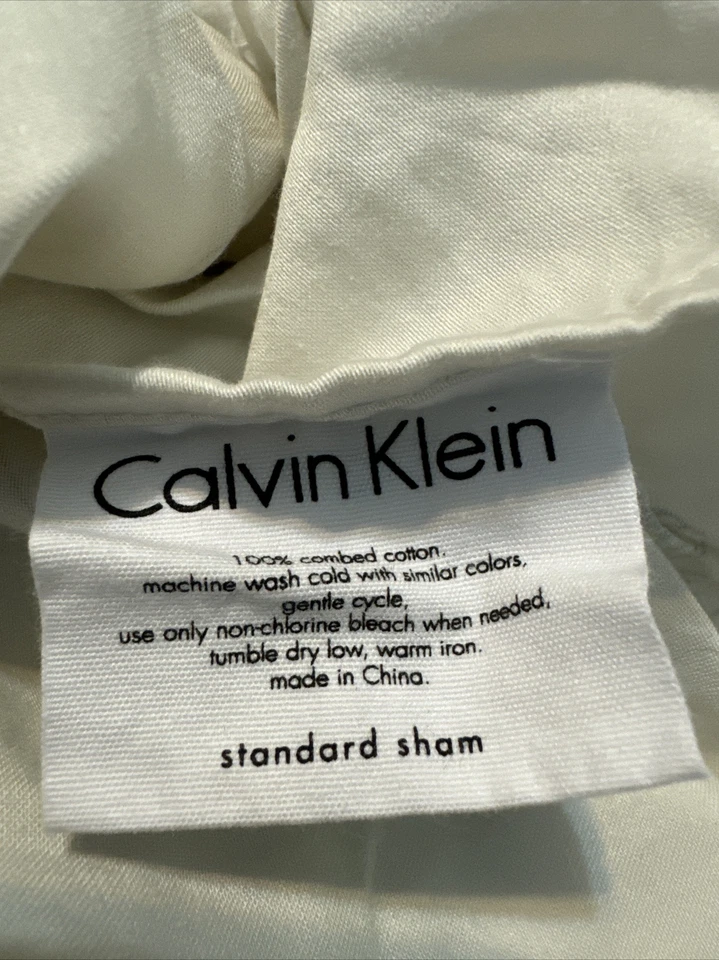 Calvin Klein
100% combed cotton.
machine wash cold with similar colors,
gentle cycle,
use only non-chlorine bleach when needed,
tumble dry low, warm iron.
made in China.
standard sham